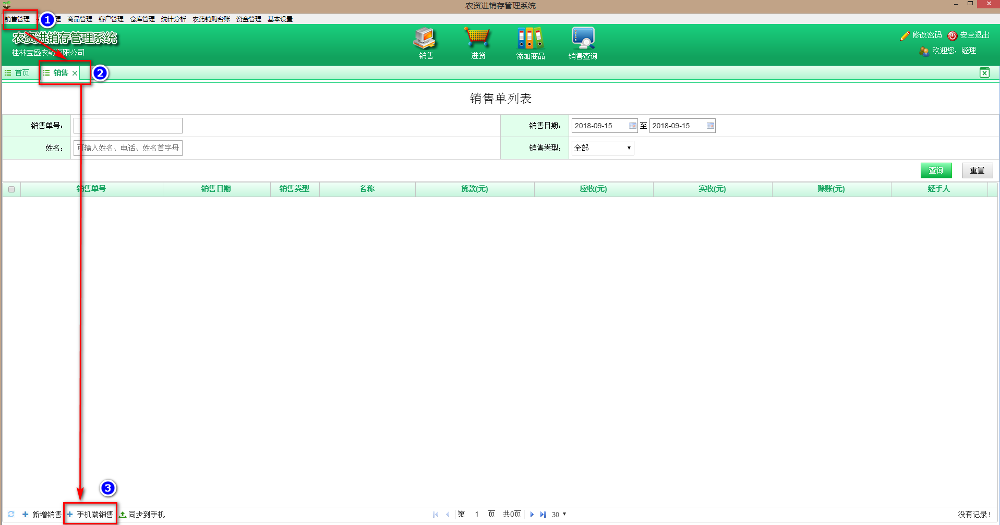 农资进销存管理系统
销售管理 1 理 商品管理 客户管理 仓库管理 统计分析 农药销购台账 资金管理 基本设置
农资进销存管理系统
桂林宝盛农药有限公司
销售 进货 添加商品 销售查询
修改密码 安全退出
欢迎您，经理
首页 销售 2
销售单列表
销售单号： 销售日期： 2018-09-15 至 2018-09-15
姓名： 可输入姓名、电话、姓名首字母 销售类型： 全部
查询 重置
销售单号 销售日期 销售类型 名称 货款(元) 应收(元) 实收(元) 赊账(元) 经手人
3
新增销售 手机端销售 同步到手机 第 1 页 共0页 30 没有记录！